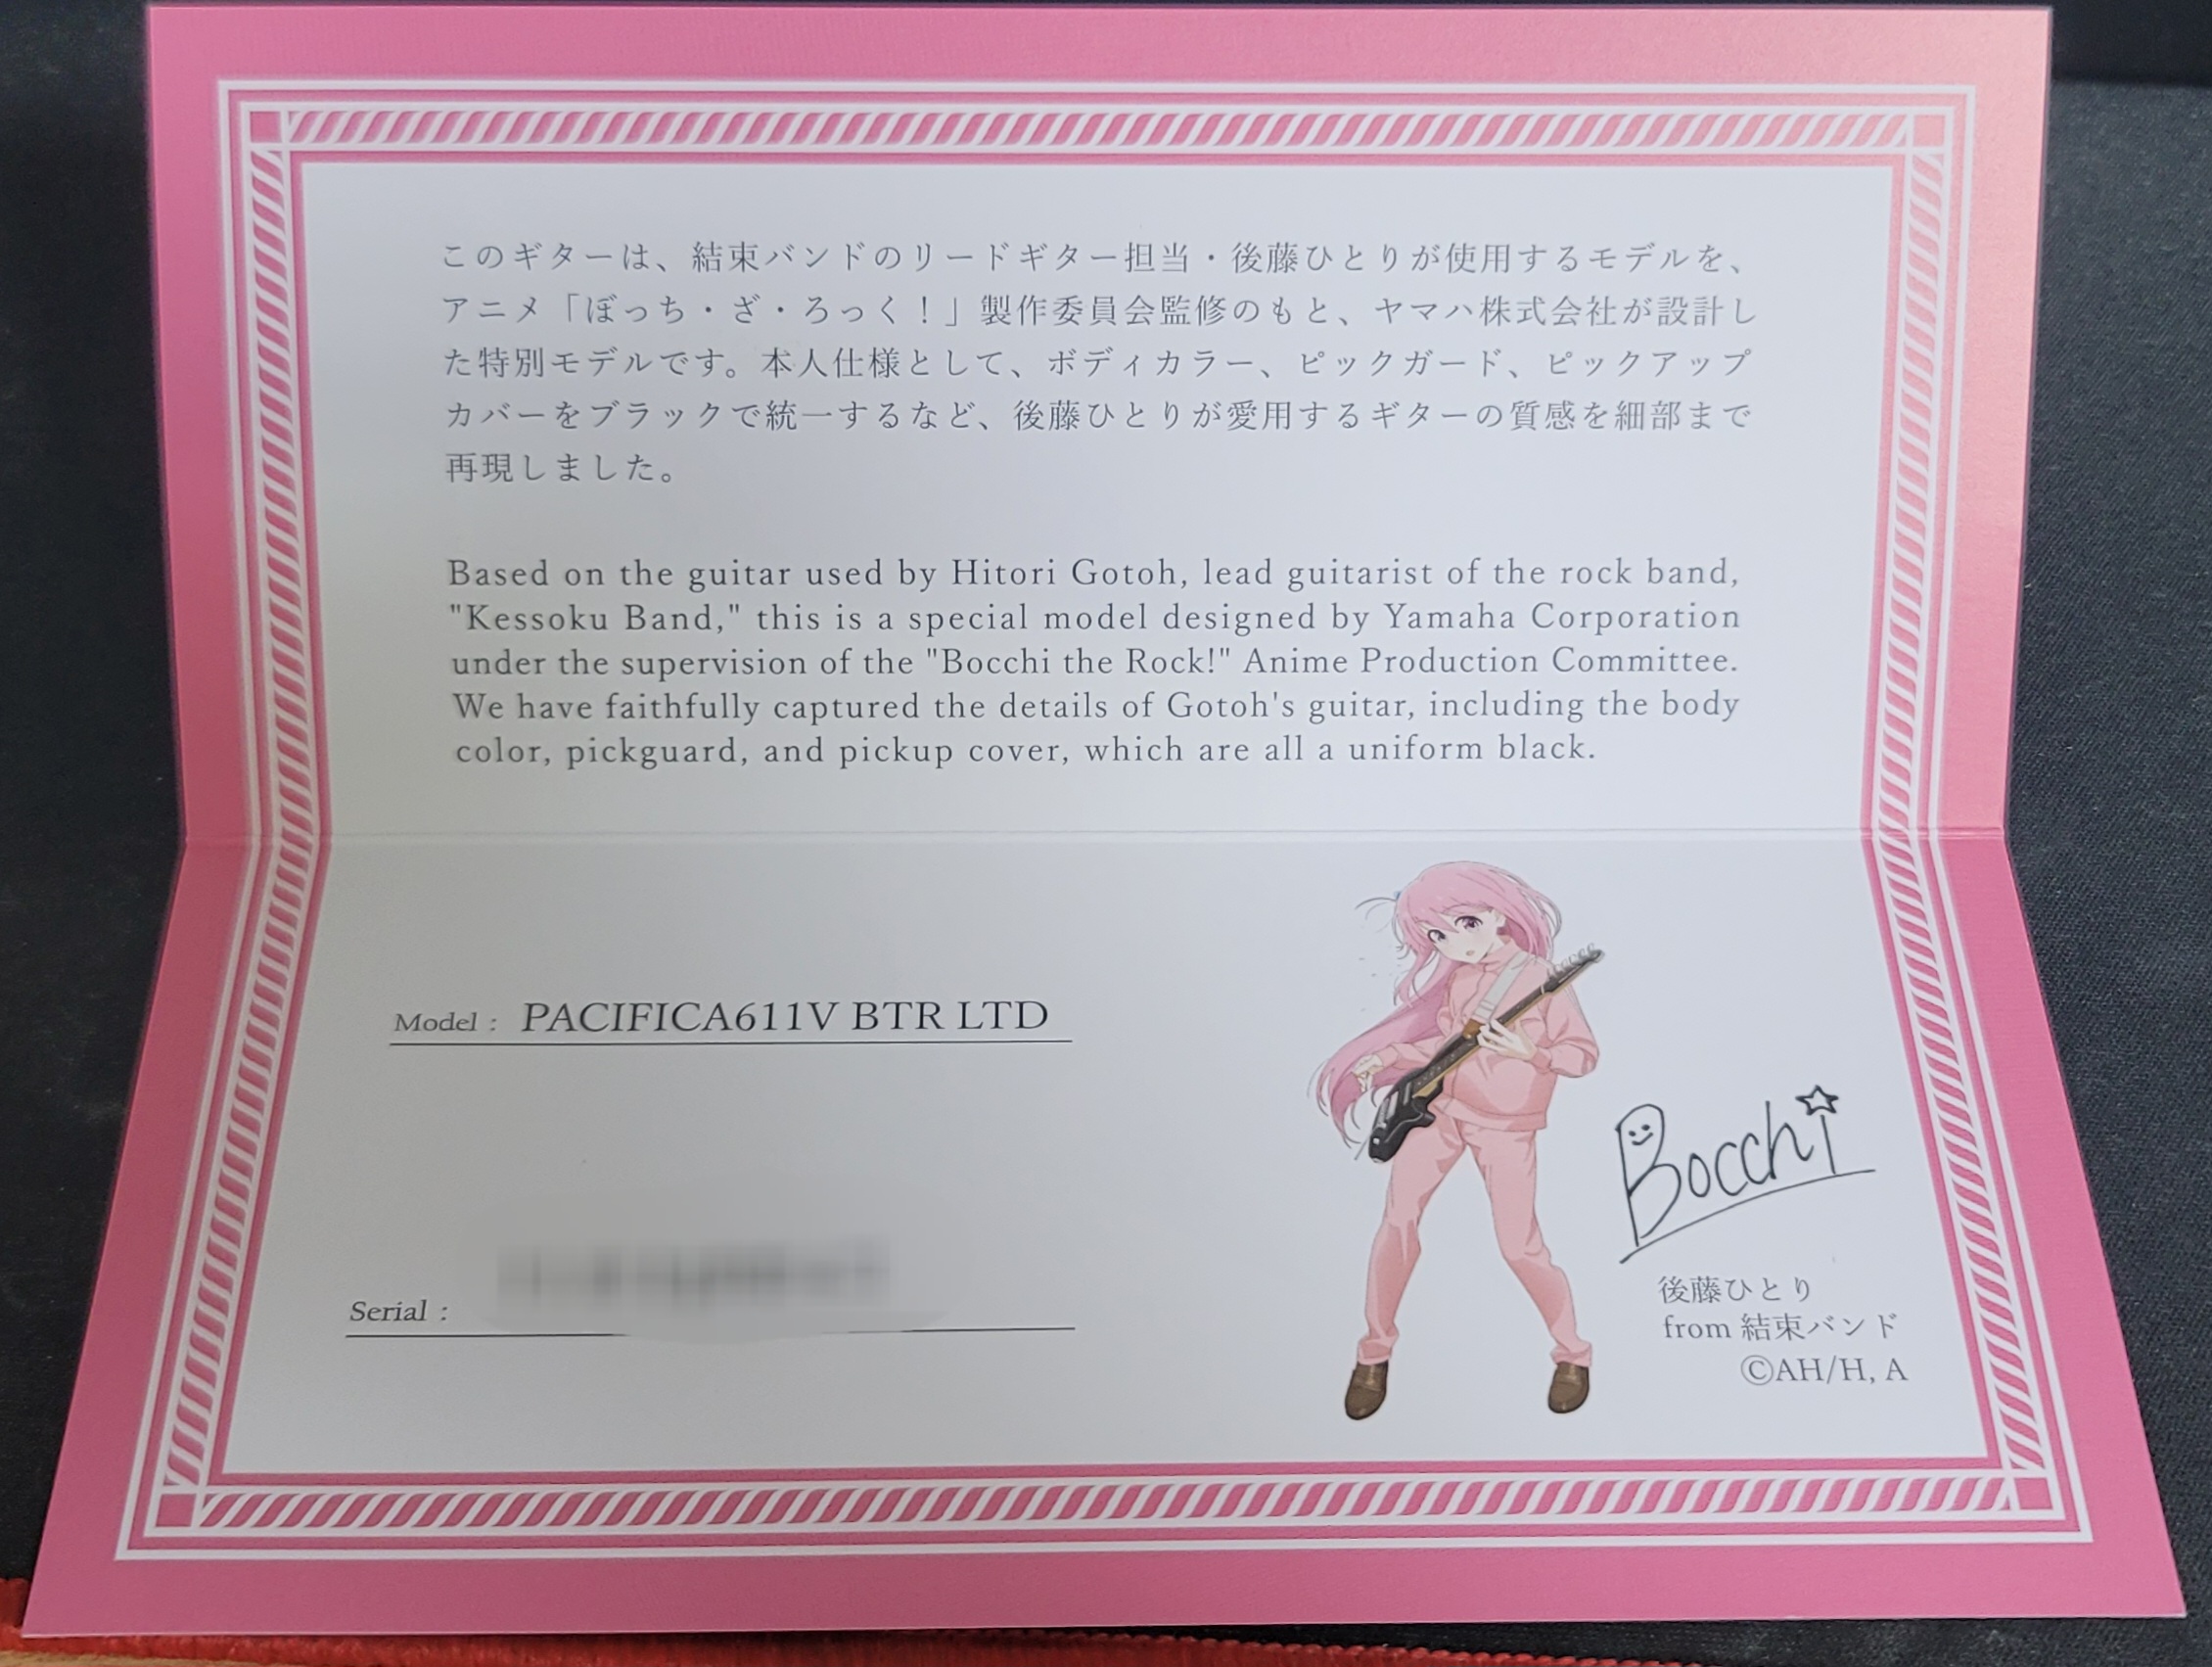 このギターは、結束バンドのリードギター担当・後藤ひとりが使用するモデルを、
アニメ「ぼっち・ざ・ろっく！」製作委員会監修のもと、ヤマハ株式会社が設計し
た特別モデルです。本人仕様として、ボディカラー、ピックガード、ピックアップ
カバーをブラックで統一するなど、後藤ひとりが愛用するギターの質感を細部まで
再現しました。
Based on the guitar used by Hitori Gotoh, lead guitarist of the rock band,
"Kessoku Band," this is a special model designed by Yamaha Corporation
under the supervision of the "Bocchi the Rock!" Anime Production Committee.
We have faithfully captured the details of Gotoh's guitar, including the body
color, pickguard, and pickup cover, which are all a uniform black.
Model : PACIFICA611V BTR LTD
Serial :
Bocchi
後藤ひとり
from 結束バンド
©AH/H, A